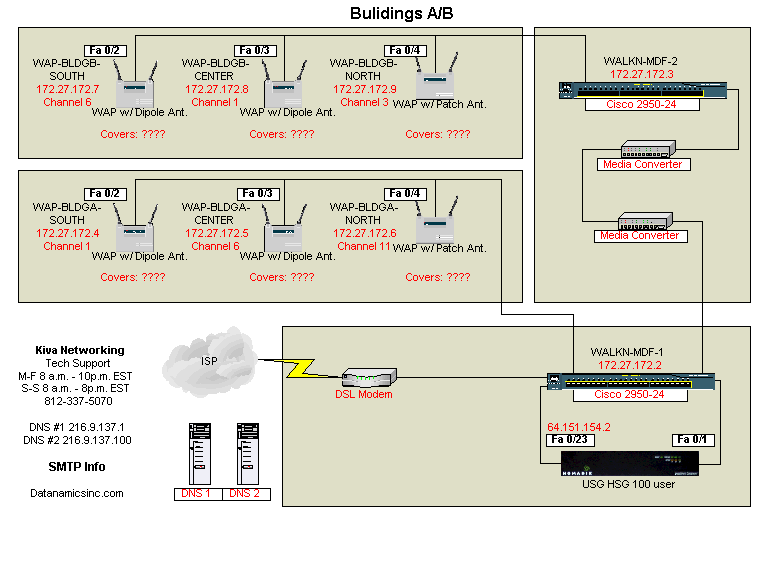 Bulidings A/B
Fa 0/2
Fa 0/3
Fa 0/4
WAP-BLDGB-
SOUTH
172.27.172.7
Channel 6
WAP w/ Dipole Ant.
Covers: ????
WAP-BLDGB-
CENTER
172.27.172.8
Channel 1
WAP w/ Dipole Ant.
Covers: ????
WAP-BLDGB-
NORTH
172.27.172.9
Channel 3
WAP w/ Patch Ant.
Covers: ????
WALKN-MDF-2
172.27.172.3
Cisco 2950-24
Media Converter
Media Converter
Fa 0/2
Fa 0/3
Fa 0/4
WAP-BLDGA-
SOUTH
172.27.172.4
Channel 1
WAP w/ Dipole Ant.
Covers: ????
WAP-BLDGA-
CENTER
172.27.172.5
Channel 6
WAP w/ Dipole Ant.
Covers: ????
WAP-BLDGA-
NORTH
172.27.172.6
Channel 11
WAP w/ Patch Ant.
Covers: ????
Kiva Networking
Tech Support
M-F 8 a.m. - 10p.m. EST
S-S 8 a.m. - 8p.m. EST
812-337-5070
DNS #1 216.9.137.1
DNS #2 216.9.137.100
SMTP Info
Datanamicsinc.com
ISP
DSL Modem
DNS 1
DNS 2
WALKN-MDF-1
172.27.172.2
Cisco 2950-24
64.151.154.2
Fa 0/23
Fa 0/1
NOMADIX
USG HSG 100 user